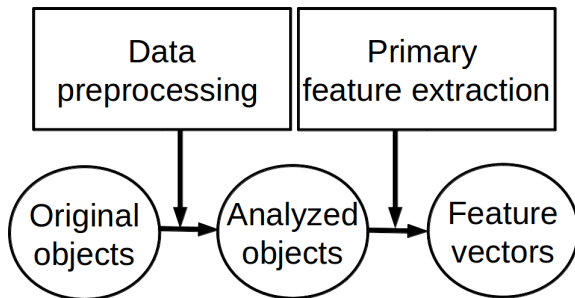 Data
preprocessing
Primary
feature extraction
Original
objects
Analyzed
objects
Feature
vectors